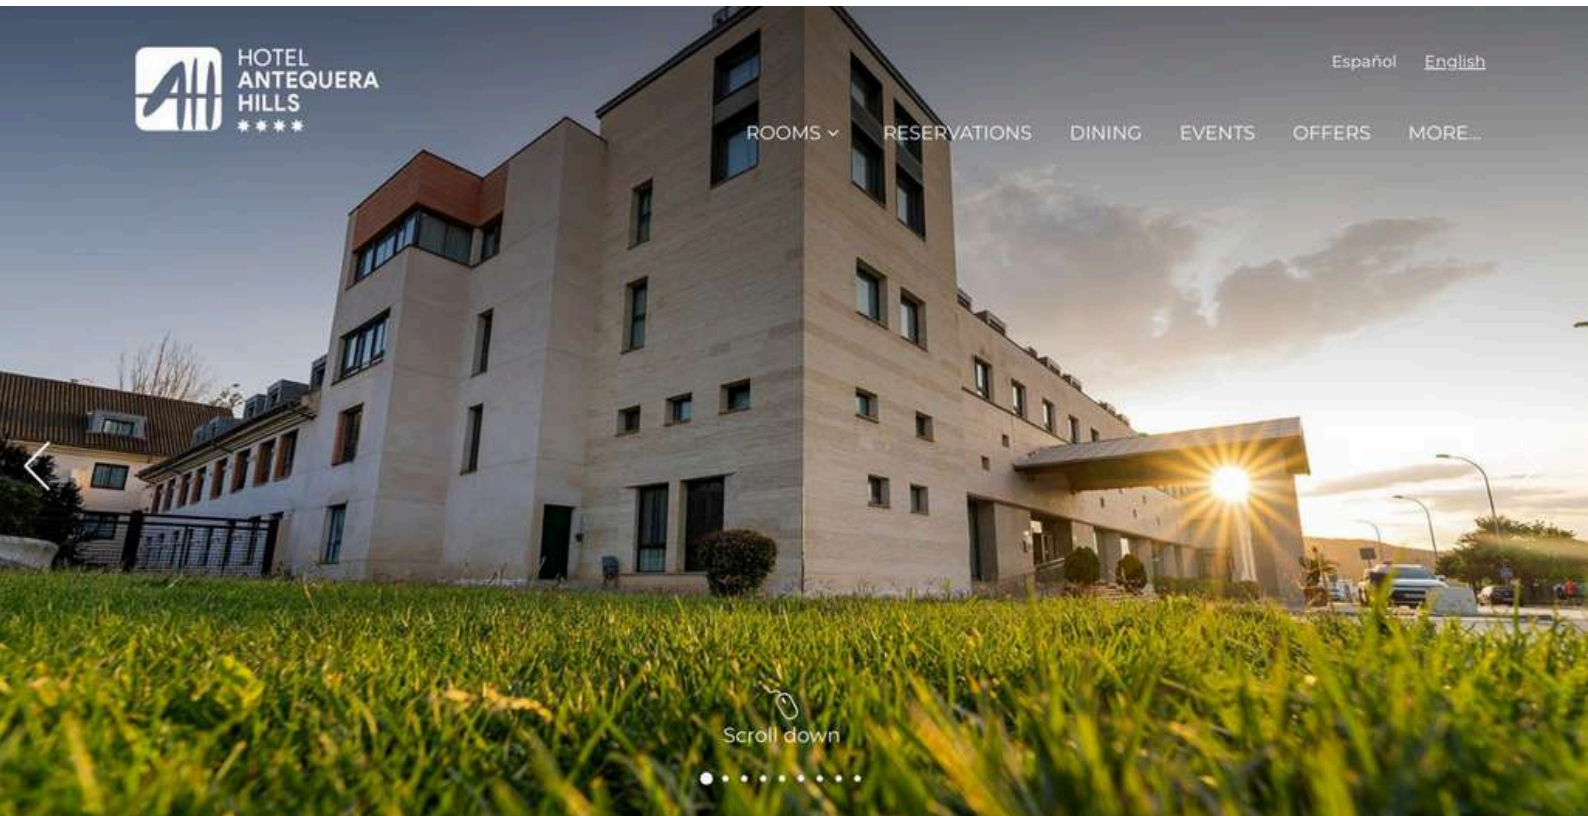 HOTEL
ANTEQUERA
HILLS
Español English
ROOMS RESERVATIONS DINING EVENTS OFFERS MORE...
Scroll down